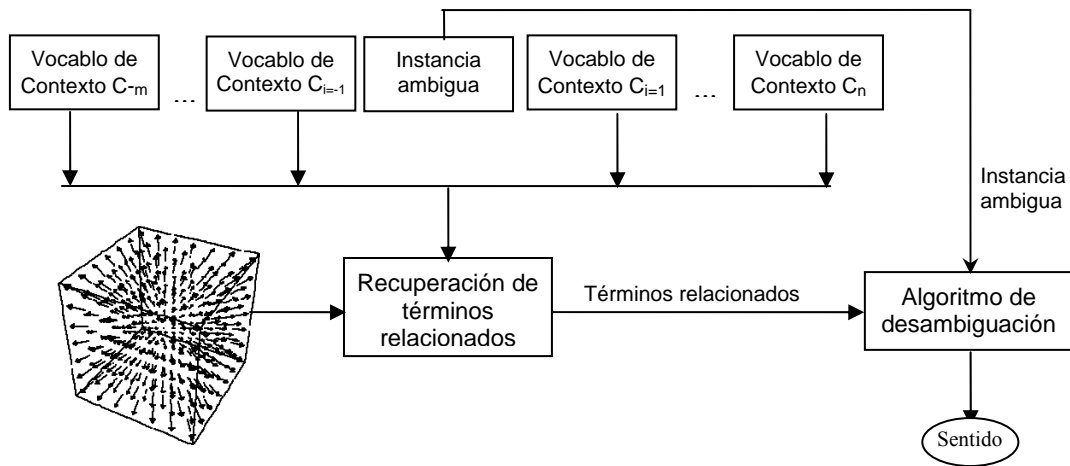 Vocablo de
Contexto C-m
...
Vocablo de
Contexto Ci=-1
Instancia
ambigua
Vocablo de
Contexto Ci=1
...
Vocablo de
Contexto Cn
Instancia
ambigua
Recuperación de
términos
relacionados
Términos relacionados
Algoritmo de
desambiguación
Sentido